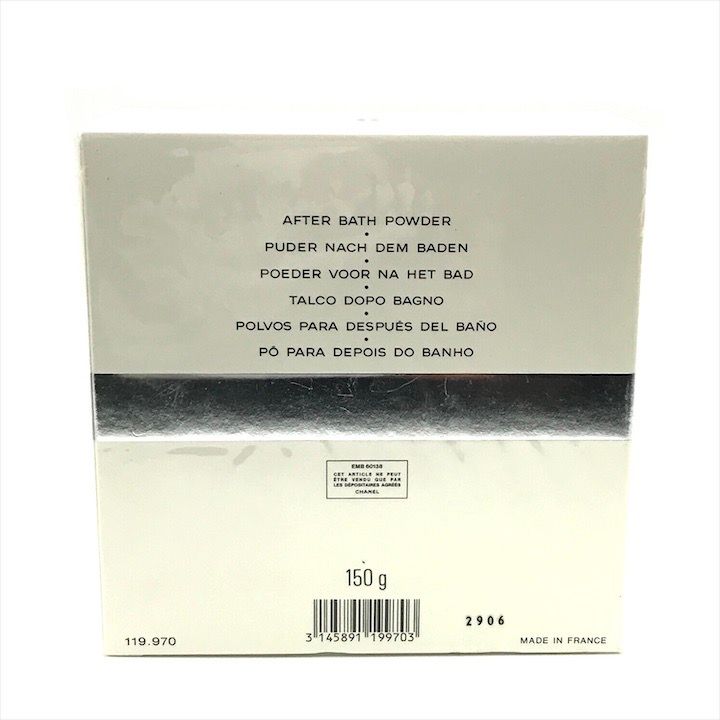 AFTER BATH POWDER
•
PUDER NACH DEM BADEN
•
POEDER VOOR NA HET BAD
•
TALCO DOPO BAGNO
•
POLVOS PARA DESPUÉS DEL BAÑO
•
PÓ PARA DEPOIS DO BANHO
EMB 60138
CET ARTICLE NE PEUT
ÊTRE VENDU QUE PAR
LES DÉPOSITAIRES AGRÉÉS
CHANEL
150 g
3 145891 199703
2906
119.970
MADE IN FRANCE